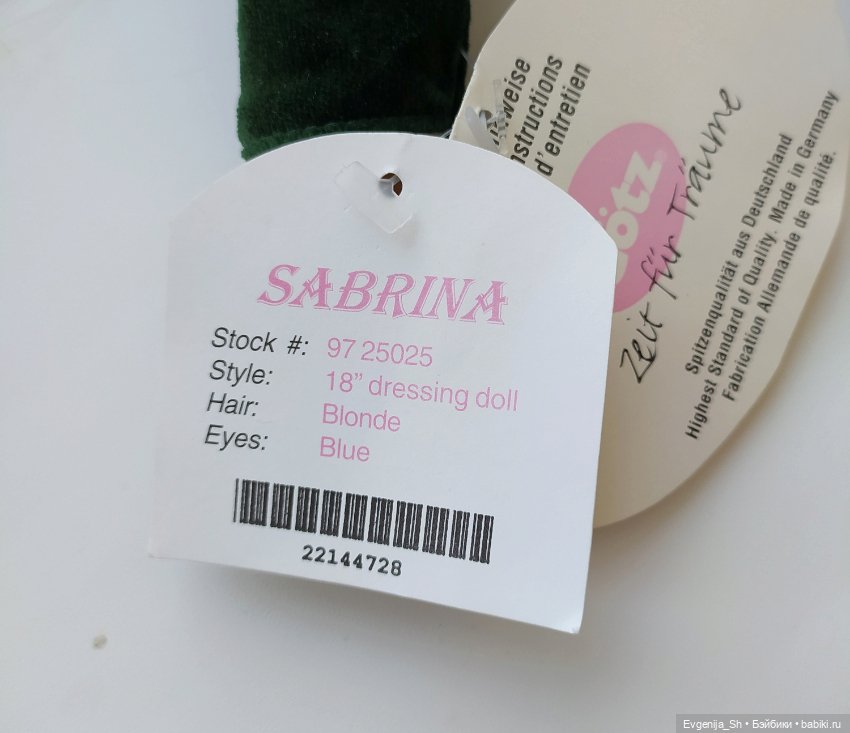 SABRINA
Stock #: 97 25025
Style: 18" dressing doll
Hair: Blonde
Eyes: Blue
22144728
d'entretien
Zeit für Träume
Spitzenqualität aus Deutschland
Highest Standard of Quality. Made in Germany
Fabrication Allemande de qualité.
Evgenija_Sh • Бэйбики • babiki.ru